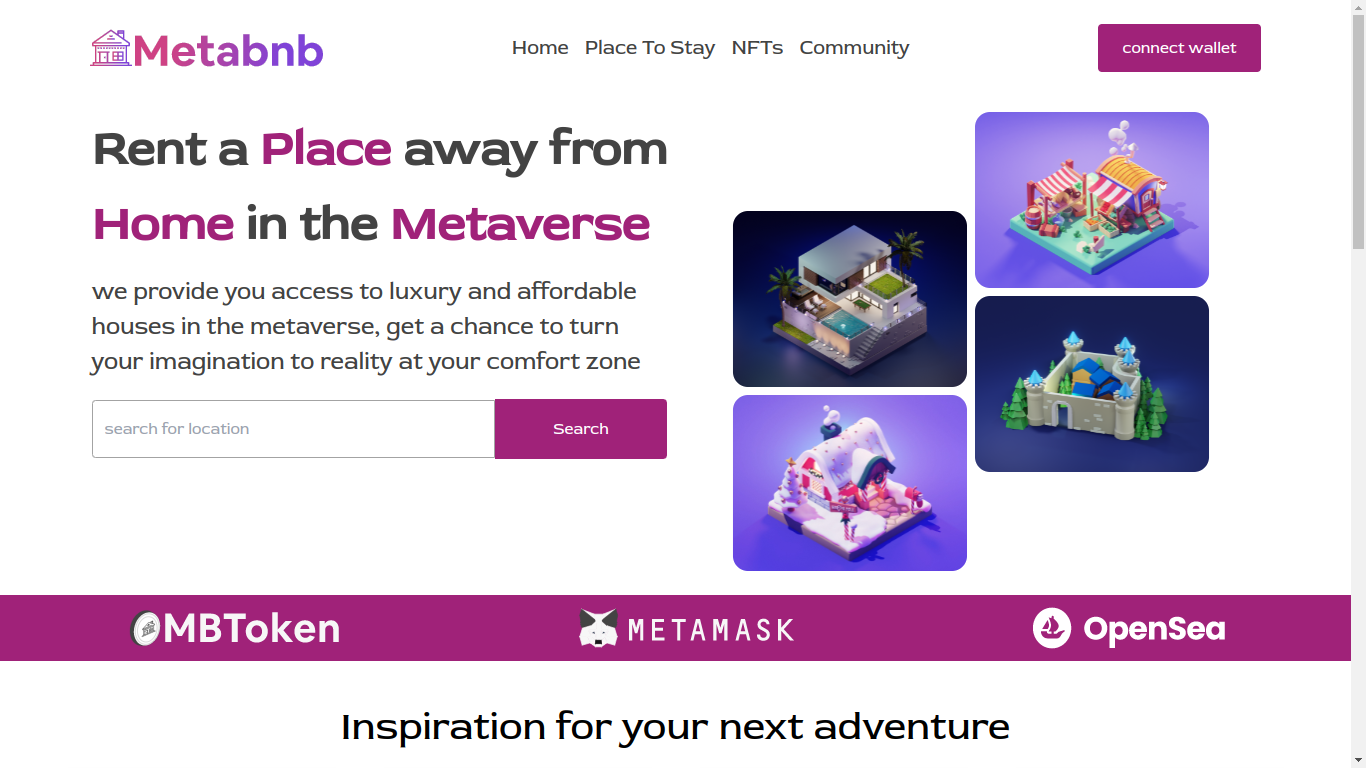 Metabnb
Home Place To Stay NFTs Community
connect wallet
Rent a Place away from
Home in the Metaverse
we provide you access to luxury and affordable
houses in the metaverse, get a chance to turn
your imagination to reality at your comfort zone
search for location
Search
MBToken
METAMASK
OpenSea
Inspiration for your next adventure